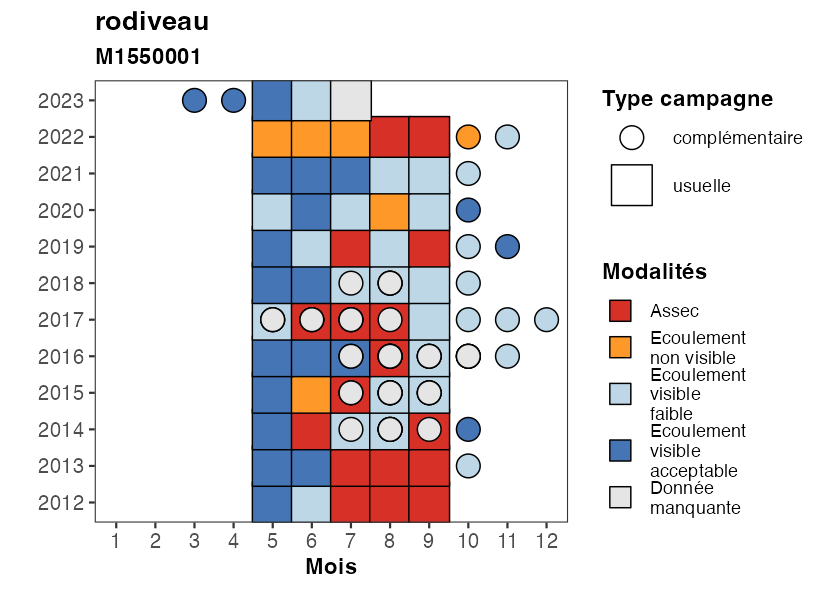 rodiveau
M1550001
2023
2022
2021
2020
2019
2018
2017
2016
2015
2014
2013
2012
1 2 3 4 5 6 7 8 9 10 11 12
Mois
Type campagne
complémentaire
usuelle
Modalités
Assec
Ecoulement
non visible
Ecoulement
visible
faible
Ecoulement
visible
acceptable
Donnée
manquante